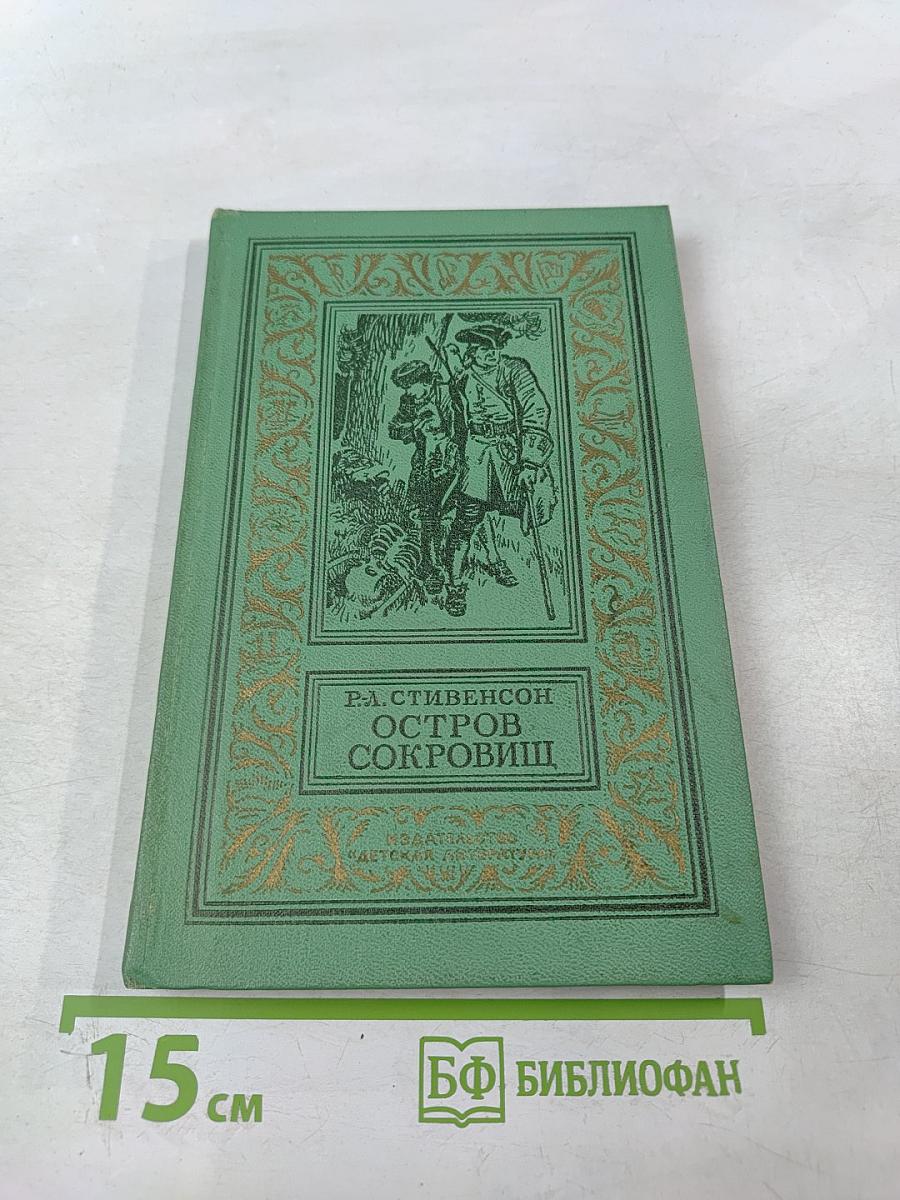 Р.-Л. СТИВЕНСОН
ОСТРОВ
СОКРОВИЩ
ИЗДАТЕЛЬСТВО
"ДЕТСКАЯ ЛИТЕРАТУРА"
15 см
БФ БИБЛИОФАН